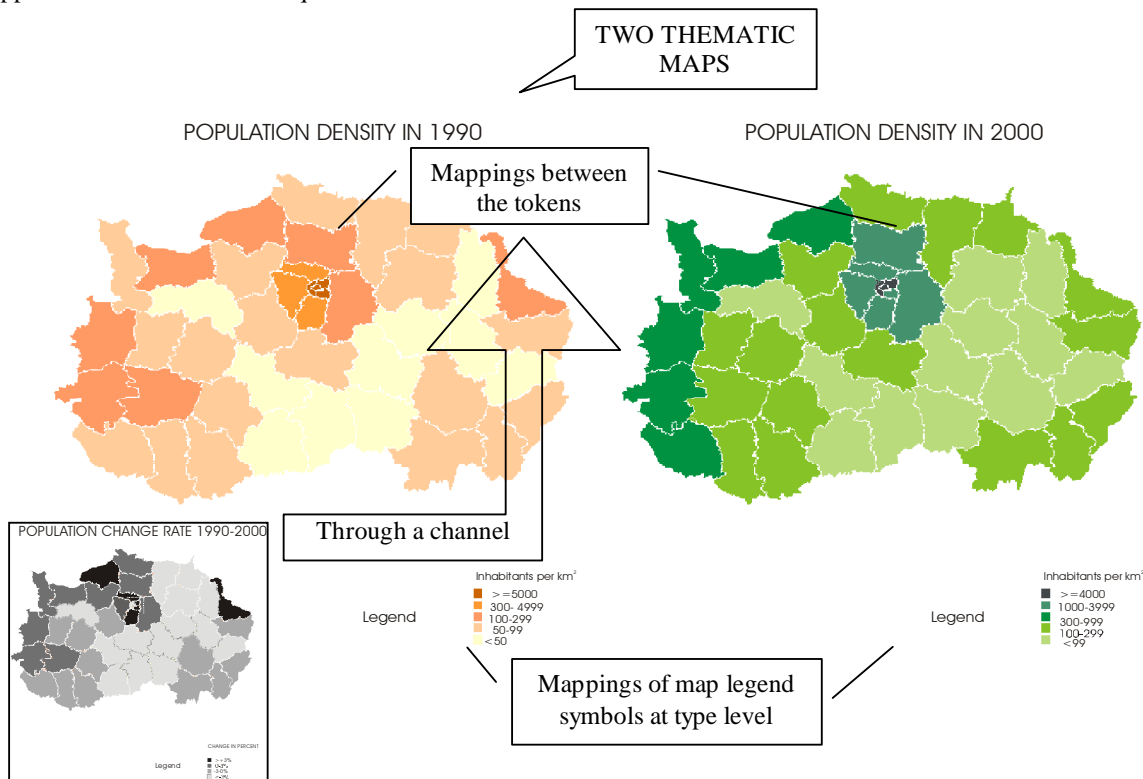 TWO THEMATIC
MAPS
POPULATION DENSITY IN 1990
POPULATION DENSITY IN 2000
Mappings between
the tokens
Through a channel
POPULATION CHANGE RATE 1990-2000
Inhabitants per km²
>=5000
300- 4999
100-299
50-99
<50
Legend
Inhabitants per km²
>=4000
1000-3999
300-999
100-299
<99
Legend
Mappings of map legend
symbols at type level
CHANGE IN PERCENT
Legend